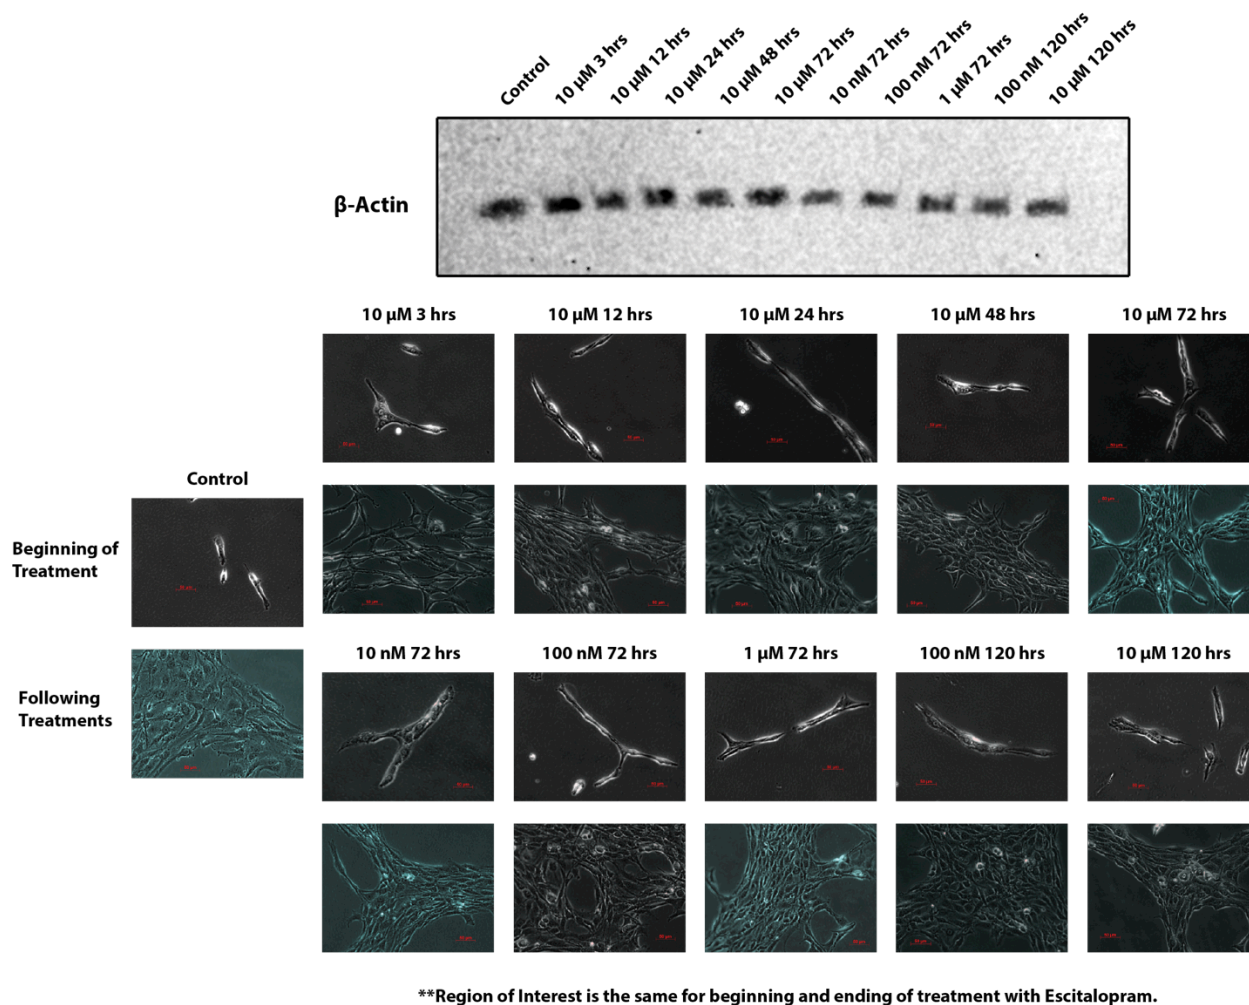 Control
10 µM 3 hrs
10 µM 12 hrs
10 µM 24 hrs
10 µM 48 hrs
10 µM 72 hrs
10 nM 72 hrs
100 nM 72 hrs
1 µM 72 hrs
100 nM 120 hrs
10 µM 120 hrs
β-Actin
10 µM 3 hrs
10 µM 12 hrs
10 µM 24 hrs
10 µM 48 hrs
10 µM 72 hrs
Control
Beginning of
Treatment
10 nM 72 hrs
100 nM 72 hrs
1 µM 72 hrs
100 nM 120 hrs
10 µM 120 hrs
Following
Treatments
**Region of Interest is the same for beginning and ending of treatment with Escitalopram.